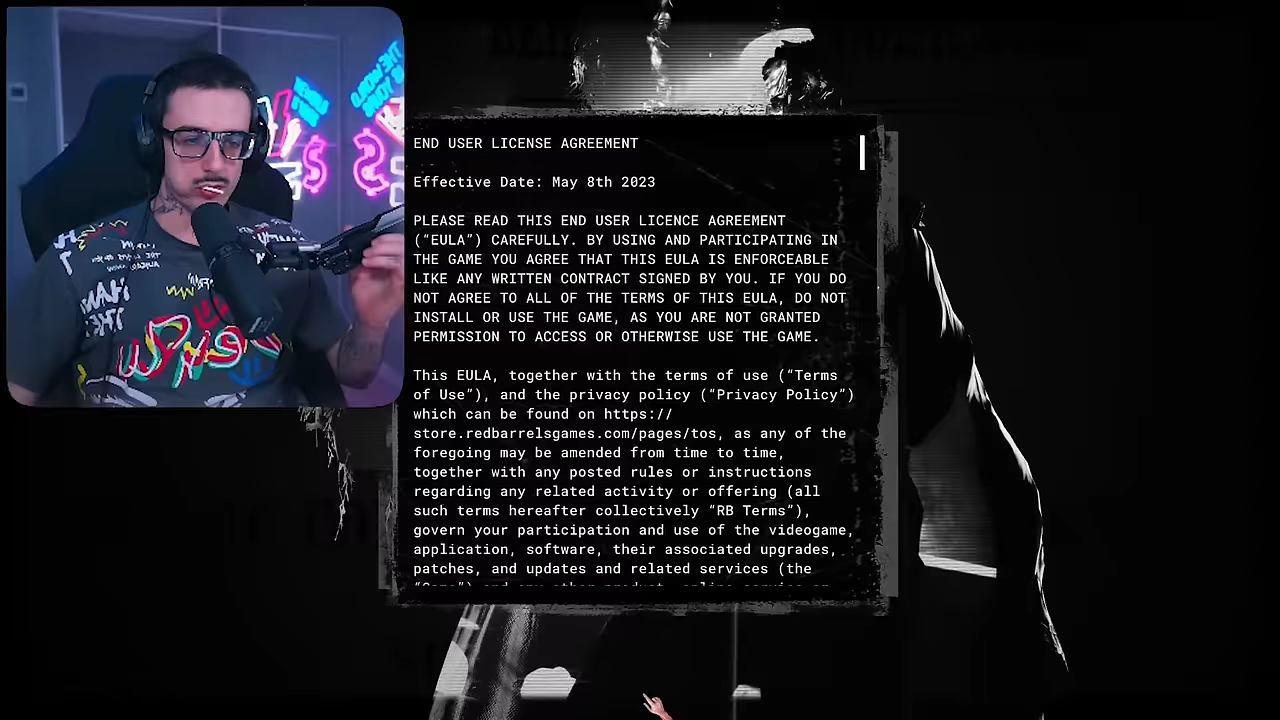 END USER LICENSE AGREEMENT
Effective Date: May 8th 2023
PLEASE READ THIS END USER LICENCE AGREEMENT
(“EULA”) CAREFULLY. BY USING AND PARTICIPATING IN
THE GAME YOU AGREE THAT THIS EULA IS ENFORCEABLE
LIKE ANY WRITTEN CONTRACT SIGNED BY YOU. IF YOU DO
NOT AGREE TO ALL OF THE TERMS OF THIS EULA, DO NOT
INSTALL OR USE THE GAME, AS YOU ARE NOT GRANTED
PERMISSION TO ACCESS OR OTHERWISE USE THE GAME.
This EULA, together with the terms of use (“Terms
of Use”), and the privacy policy (“Privacy Policy”)
which can be found on https://
store.redbarrelsgames.com/pages/tos, as any of the
foregoing may be amended from time to time,
together with any posted rules or instructions
regarding any related activity or offering (all
such terms hereafter collectively “RB Terms”),
govern your participation and use of the videogame,
application, software, their associated upgrades,
patches, and updates and related services (the